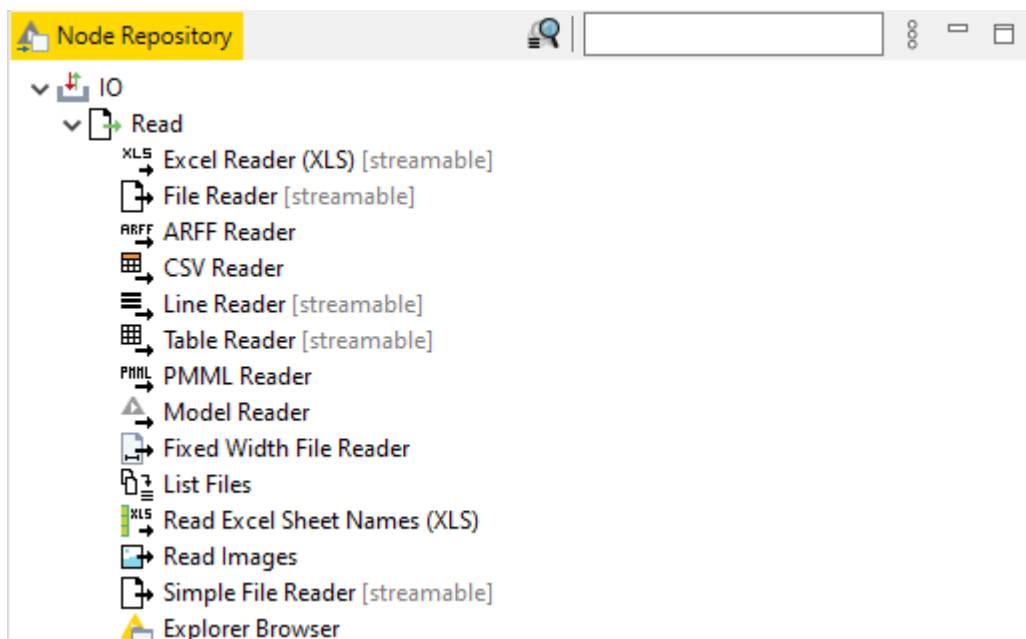 Node Repository
IO
Read
XLS Excel Reader (XLS) [streamable]
File Reader [streamable]
ARFF ARFF Reader
CSV Reader
Line Reader [streamable]
Table Reader [streamable]
PMML PMML Reader
Model Reader
Fixed Width File Reader
List Files
XLS Read Excel Sheet Names (XLS)
Read Images
Simple File Reader [streamable]
Explorer Browser